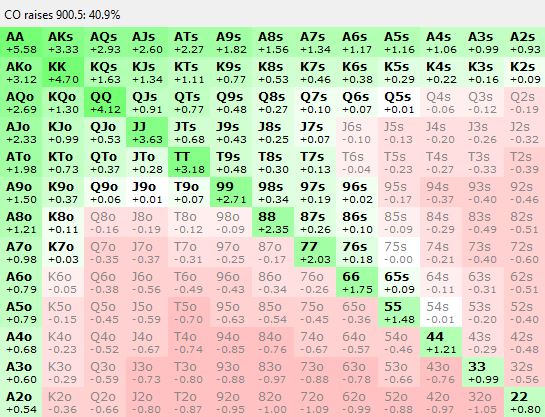 CO raises 900.5: 40.9%
AA AKs AQs AJs ATs A9s A8s A7s A6s A5s A4s A3s A2s
+5.58 +3.33 +2.93 +2.60 +2.27 +1.82 +1.56 +1.34 +1.17 +1.16 +1.06 +0.99 +0.93
AKo KK KQs KJs KTs K9s K8s K7s K6s K5s K4s K3s K2s
+3.12 +4.70 +1.63 +1.34 +1.11 +0.77 +0.53 +0.46 +0.38 +0.29 +0.22 +0.16 +0.09
AQo KQo QQ QJs QTs Q9s Q8s Q7s Q6s Q5s Q4s Q3s Q2s
+2.69 +1.30 +4.12 +0.91 +0.77 +0.48 +0.27 +0.10 +0.07 +0.01 -0.06 -0.12 -0.19
AJo KJo QJo JJ JTs J9s J8s J7s J6s J5s J4s J3s J2s
+2.33 +0.99 +0.53 +3.63 +0.68 +0.43 +0.25 +0.07 -0.10 -0.13 -0.20 -0.26 -0.32
ATo KTo QTo JTo TT T9s T8s T7s T6s T5s T4s T3s T2s
+1.98 +0.73 +0.37 +0.28 +3.18 +0.48 +0.30 +0.13 -0.04 -0.23 -0.27 -0.33 -0.39
A9o K9o Q9o J9o T9o 99 98s 97s 96s 95s 94s 93s 92s
+1.50 +0.37 +0.06 +0.01 +0.07 +2.71 +0.34 +0.19 +0.02 -0.17 -0.37 -0.40 -0.46
A8o K8o Q8o J8o T8o 98o 88 87s 86s 85s 84s 83s 82s
+1.21 +0.11 -0.16 -0.19 -0.12 -0.09 +2.35 +0.26 +0.10 -0.09 -0.29 -0.49 -0.51
A7o K7o Q7o J7o T7o 97o 87o 77 76s 75s 74s 73s 72s
+0.98 +0.03 -0.35 -0.37 -0.31 -0.25 -0.17 +2.03 +0.18 -0.00 -0.21 -0.40 -0.60
A6o K6o Q6o J6o T6o 96o 86o 76o 66 65s 64s 63s 62s
+0.79 -0.05 -0.38 -0.56 -0.49 -0.43 -0.34 -0.26 +1.75 +0.09 -0.11 -0.31 -0.51
A5o K5o Q5o J5o T5o 95o 85o 75o 65o 55 54s 53s 52s
+0.79 -0.15 -0.45 -0.59 -0.70 -0.63 -0.54 -0.45 -0.36 +1.48 -0.01 -0.20 -0.40
A4o K4o Q4o J4o T4o 94o 84o 74o 64o 54o 44 43s 42s
+0.68 -0.23 -0.52 -0.67 -0.74 -0.85 -0.76 -0.67 -0.57 -0.46 +1.21 -0.29 -0.48
A3o K3o Q3o J3o T3o 93o 83o 73o 63o 53o 43o 33 32s
+0.60 -0.29 -0.59 -0.73 -0.80 -0.88 -0.97 -0.88 -0.78 -0.66 -0.76 +0.99 -0.56
A2o K2o Q2o J2o T2o 92o 82o 72o 62o 52o 42o 32o 22
+0.54 -0.36 -0.66 -0.80 -0.87 -0.95 -1.00 -1.09 -0.99 -0.88 -0.97 -1.05 +0.80